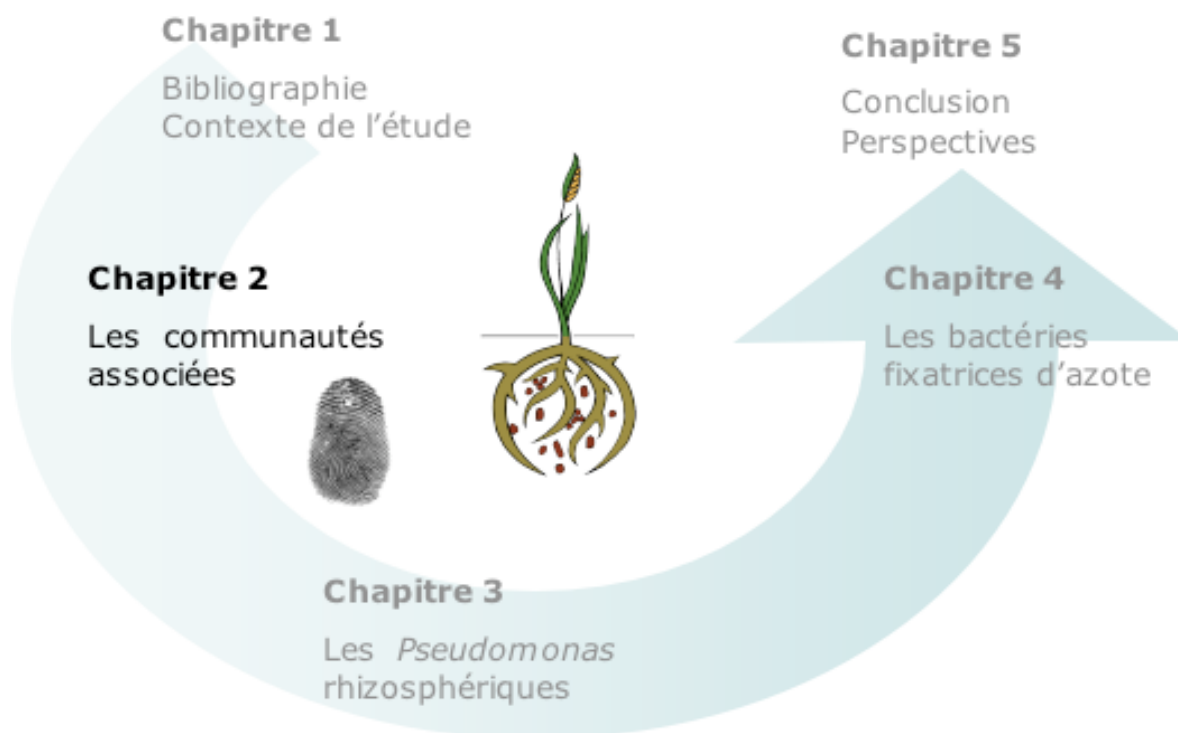 Chapitre 1
Bibliographie
Contexte de l'étude
Chapitre 2
Les communautés
associées
Chapitre 3
Les Pseudomonas
rhizosphériques
Chapitre 4
Les bactéries
fixatrices d'azote
Chapitre 5
Conclusion
Perspectives